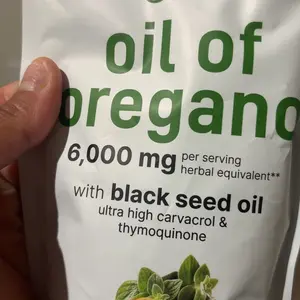 oil of
oregano
6,000 mg per serving
herbal equivalent**
with black seed oil
ultra high carvacrol &
thymoquinone